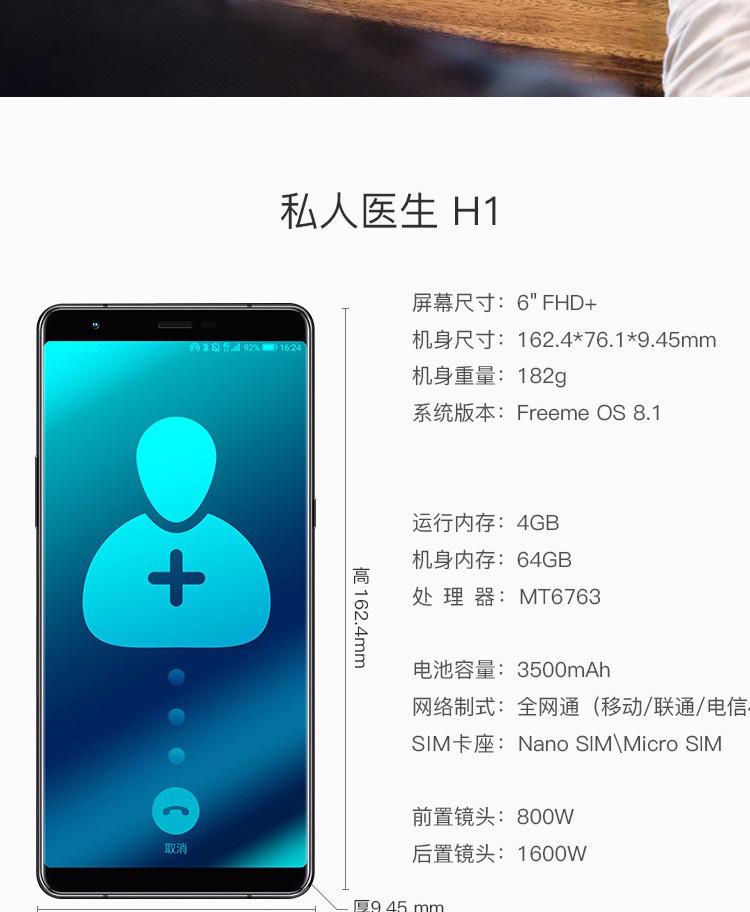 私人医生 H1
屏幕尺寸：6" FHD+
机身尺寸：162.4*76.1*9.45mm
机身重量：182g
系统版本：Freeme OS 8.1
92% 16:24
运行内存：4GB
机身内存：64GB
处 理 器：MT6763
高 162.4mm
电池容量：3500mAh
网络制式：全网通（移动/联通/电信
SIM卡座：Nano SIM\Micro SIM
前置镜头：800W
后置镜头：1600W
取消
厚9.45 mm